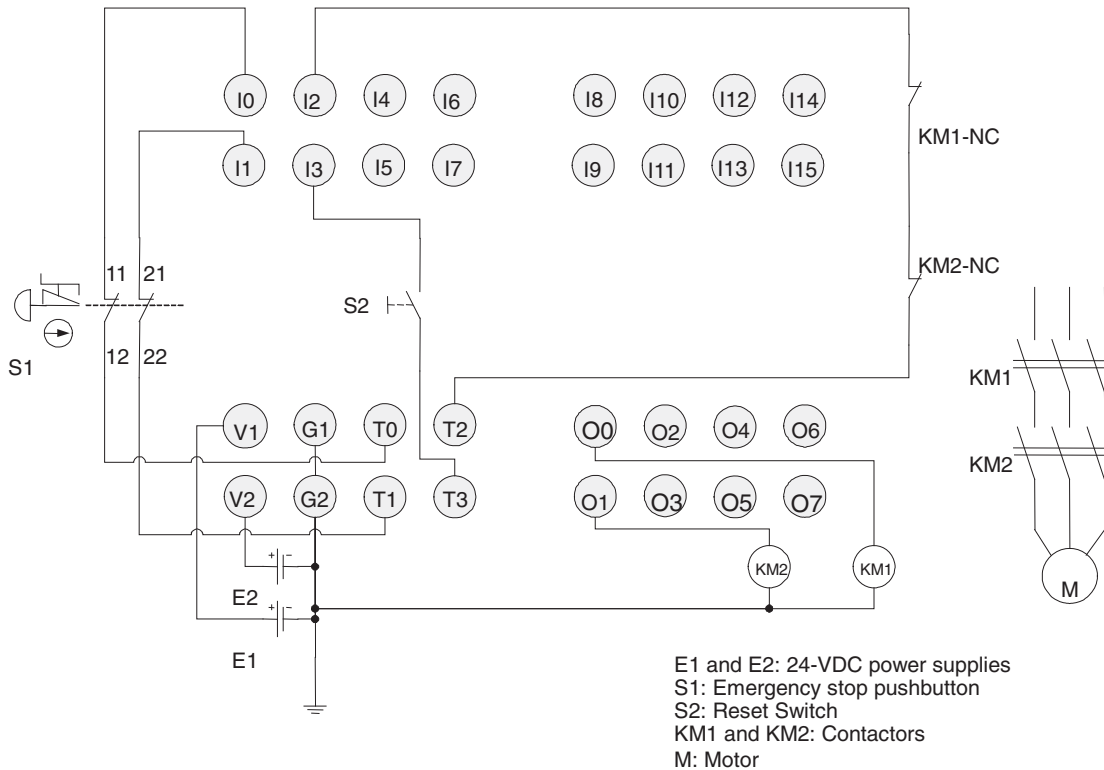 I0 I2 I4 I6 I8 I10 I12 I14
KM1-NC
I1 I3 I5 I7 I9 I11 I13 I15
KM2-NC
11 21
S2
12 22
S1
KM1
V1 G1 T0 T2 O0 O2 O4 O6
KM2
V2 G2 T1 T3 O1 O3 O5 O7
+ −
KM2 KM1
M
E2
+ −
E1
E1 and E2: 24-VDC power supplies
S1: Emergency stop pushbutton
S2: Reset Switch
KM1 and KM2: Contactors
M: Motor